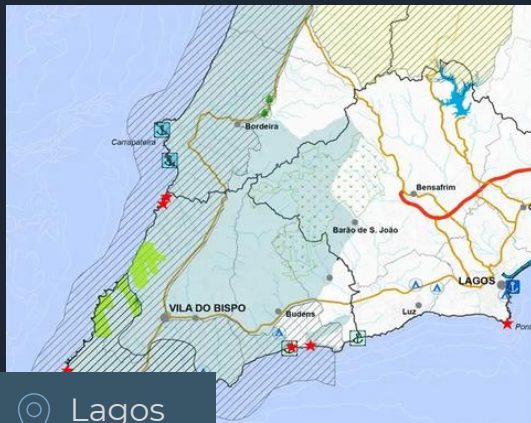 Carrapateira
Bordeira
Bensafrim
Barão de S. João
LAGOS
VILA DO BISPO
Budens
Luz
Lagos